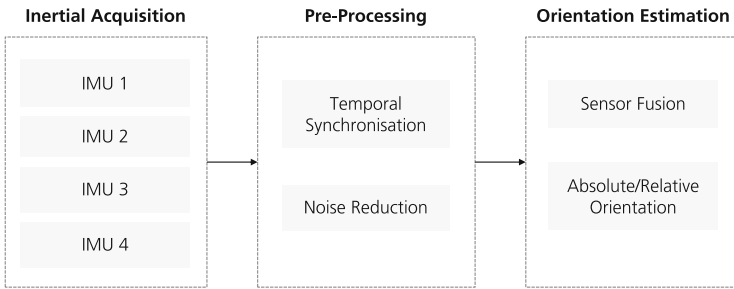 Inertial Acquisition
IMU 1
IMU 2
IMU 3
IMU 4
Pre-Processing
Temporal
Synchronisation
Noise Reduction
Orientation Estimation
Sensor Fusion
Absolute/Relative
Orientation